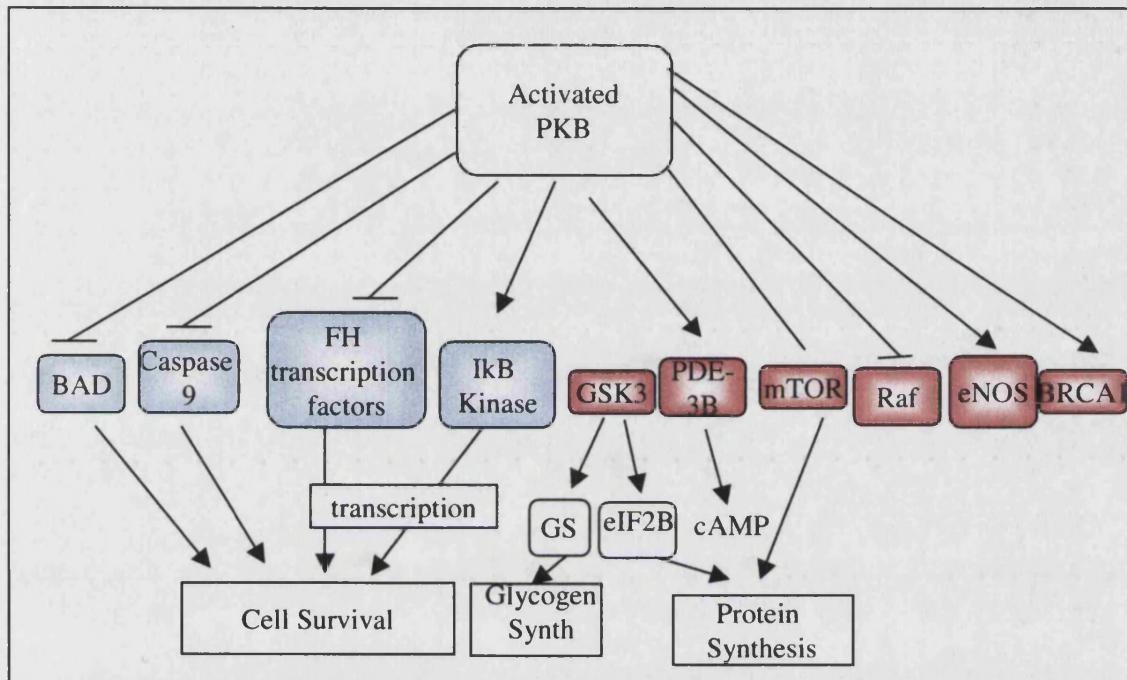 Activated
PKB
BAD
Caspase
9
FH
transcription
factors
IkB
Kinase
GSK3
PDE-
3B
mTOR
Raf
eNOS
BRCA1
transcription
GS
eIF2B
cAMP
Cell Survival
Glycogen
Synth
Protein
Synthesis